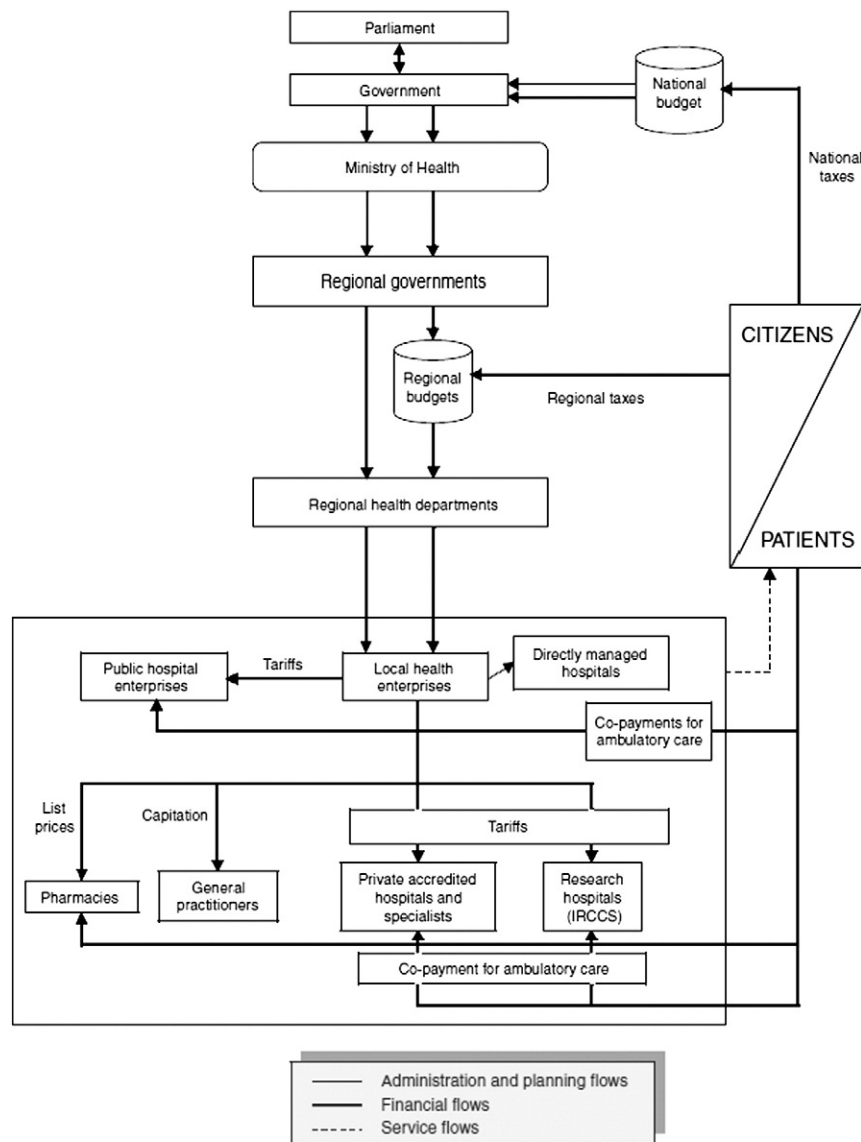 Parliament
Government
National
budget
National
taxes
Ministry of Health
Regional governments
CITIZENS
Regional
budgets
Regional taxes
Regional health departments
PATIENTS
Public hospital
enterprises
Tariffs
Local health
enterprises
Directly managed
hospitals
Co-payments for
ambulatory care
List
prices
Capitation
Tariffs
Pharmacies
General
practitioners
Private accredited
hospitals and
specialists
Research
hospitals
(IRCCS)
Co-payment for ambulatory care
Administration and planning flows
Financial flows
Service flows